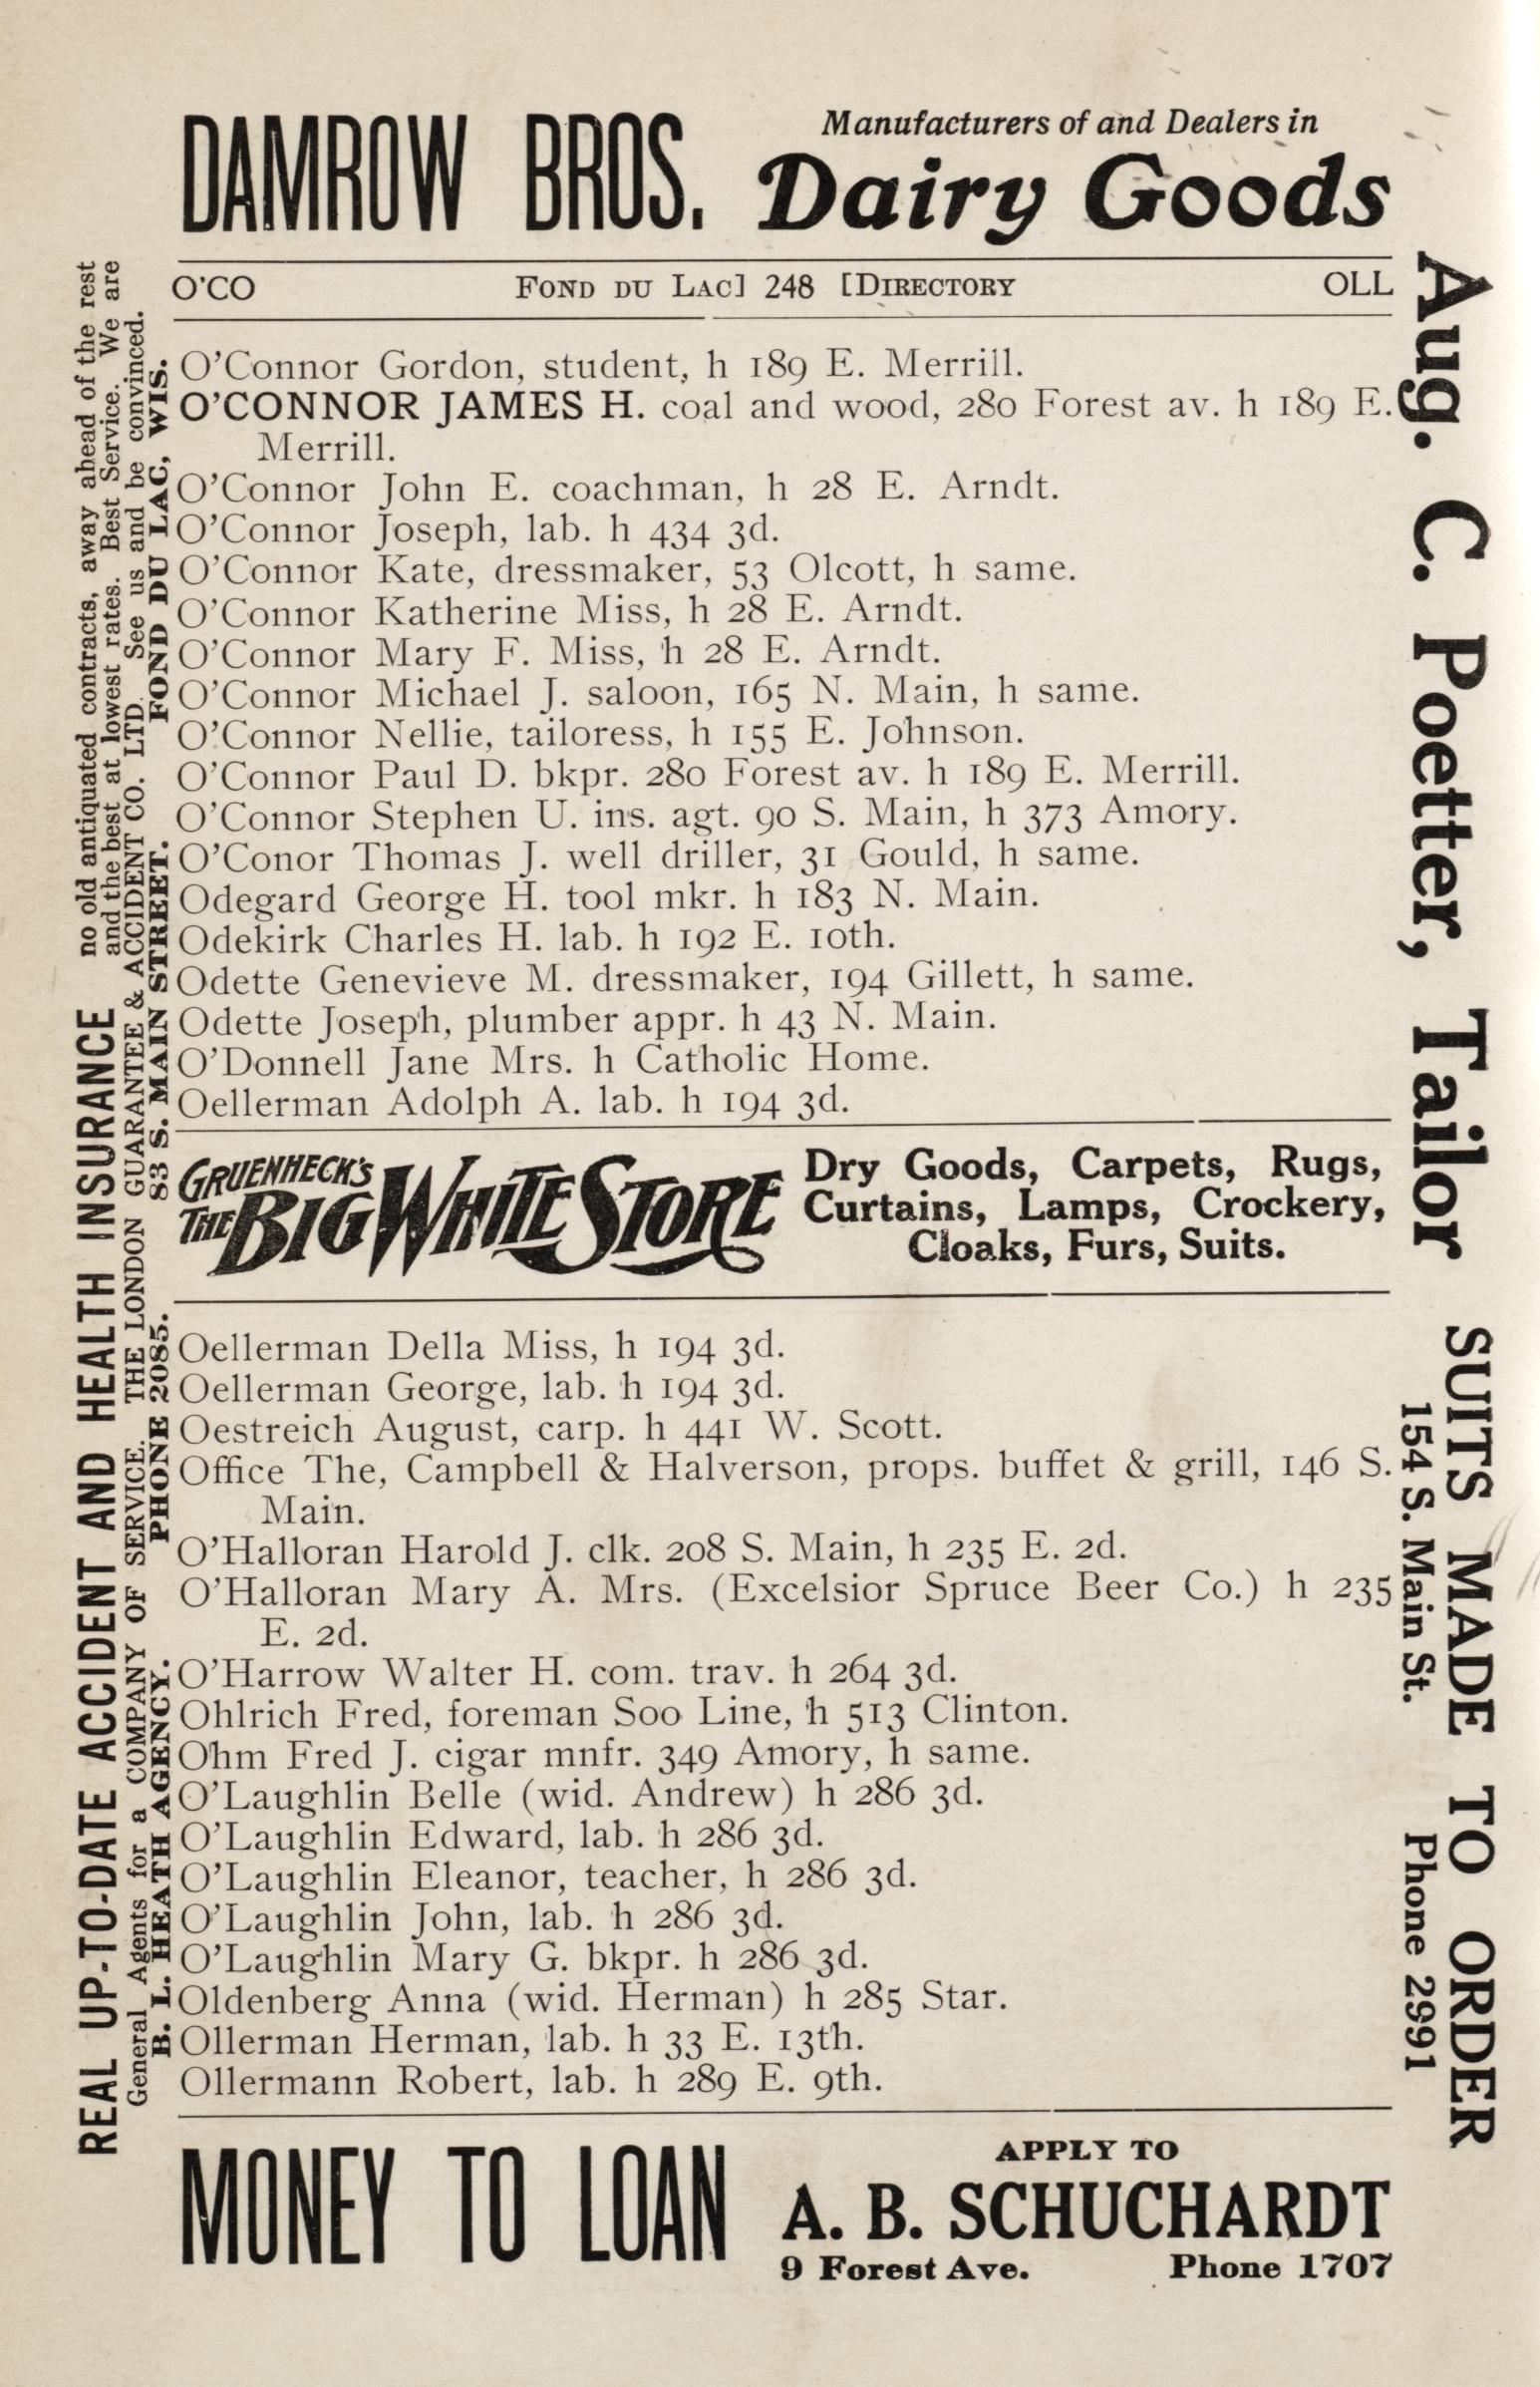 DAMROW BROS. Manufacturers of and Dealers in
Dairy Goods
O'CO FOND DU LAC] 248 [DIRECTORY OLL
O'Connor Gordon, student, h 189 E. Merrill.
O'CONNOR JAMES H. coal and wood, 280 Forest av. h 189 E.
Merrill.
O'Connor John E. coachman, h 28 E. Arndt.
O'Connor Joseph, lab. h 434 3d.
O'Connor Kate, dressmaker, 53 Olcott, h same.
O'Connor Katherine Miss, h 28 E. Arndt.
O'Connor Mary F. Miss, h 28 E. Arndt.
O'Connor Michael J. saloon, 165 N. Main, h same.
O'Connor Nellie, tailoress, h 155 E. Johnson.
O'Connor Paul D. bkpr. 280 Forest av. h 189 E. Merrill.
O'Connor Stephen U. ins. agt. 90 S. Main, h 373 Amory.
O'Conor Thomas J. well driller, 31 Gould, h same.
Odegard George H. tool mkr. h 183 N. Main.
Odekirk Charles H. lab. h 192 E. 10th.
Odette Genevieve M. dressmaker, 194 Gillett, h same.
Odette Joseph, plumber appr. h 43 N. Main.
O'Donnell Jane Mrs. h Catholic Home.
Oellerman Adolph A. lab. h 194 3d.
GRUENHECK'S
THE BIG WHITE STORE
Dry Goods, Carpets, Rugs,
Curtains, Lamps, Crockery,
Cloaks, Furs, Suits.
Oellerman Della Miss, h 194 3d.
Oellerman George, lab. h 194 3d.
Oestreich August, carp. h 441 W. Scott.
Office The, Campbell & Halverson, props. buffet & grill, 146 S.
Main.
O'Halloran Harold J. clk. 208 S. Main, h 235 E. 2d.
O'Halloran Mary A. Mrs. (Excelsior Spruce Beer Co.) h 235
E. 2d.
O'Harrow Walter H. com. trav. h 264 3d.
Ohlrich Fred, foreman Soo Line, h 513 Clinton.
Ohm Fred J. cigar mnfr. 349 Amory, h same.
O'Laughlin Belle (wid. Andrew) h 286 3d.
O'Laughlin Edward, lab. h 286 3d.
O'Laughlin Eleanor, teacher, h 286 3d.
O'Laughlin John, lab. h 286 3d.
O'Laughlin Mary G. bkpr. h 286 3d.
Oldenberg Anna (wid. Herman) h 285 Star.
Ollerman Herman, lab. h 33 E. 13th.
Ollermann Robert, lab. h 289 E. 9th.
MONEY TO LOAN
APPLY TO
A. B. SCHUCHARDT
9 Forest Ave. Phone 1707
REAL UP-TO-DATE ACCIDENT AND HEALTH INSURANCE no old antiquated contracts, away ahead of the rest
and the best at lowest rates. Best Service. We are
General Agents for a COMPANY OF SERVICE. THE LONDON GUARANTEE & ACCIDENT CO. LTD. See us and be convinced.
B. L. HEATH AGENCY. PHONE 2085. 83 S. MAIN STREET. FOND DU LAC, WIS.
Aug. C. Poetter, Tailor SUITS MADE TO ORDER
154 S. Main St. Phone 2991